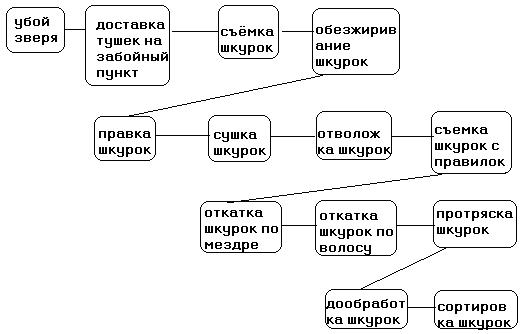 убой
зверя
доставка
тушек на
забойный
пункт
съёмка
шкурок
обезжирив
ание
шкурок
правка
шкурок
сушка
шкурок
отволож
ка шкурок
съемка
шкурок с
правилок
откатка
шкурок по
мездре
откатка
шкурок по
волосу
протряска
шкурок
дообработ
ка шкурок
сортиров
ка шкурок